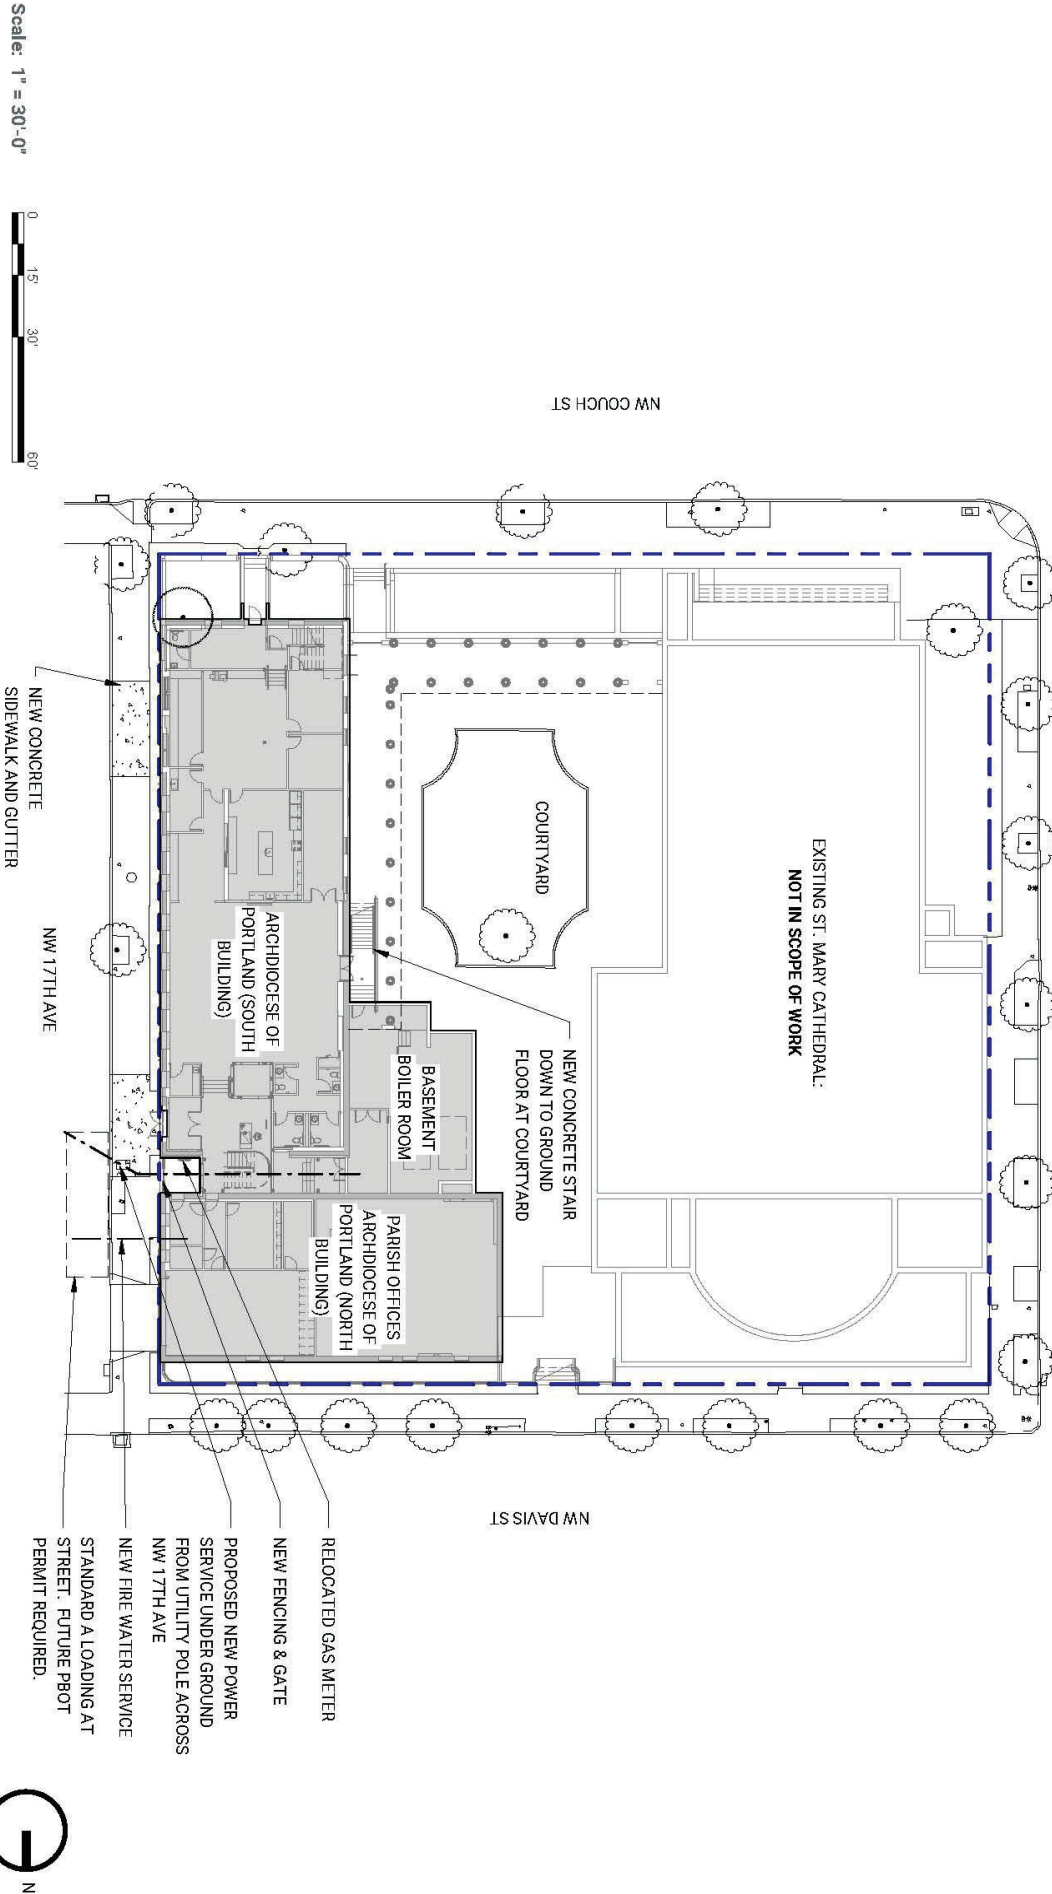 Scale: 1" = 30'-0"
0
15'
30'
60'
NW COUCH ST
EXISTING ST. MARY CATHEDRAL:
NOT IN SCOPE OF WORK
COURTYARD
NEW CONCRETE STAIR
DOWN TO GROUND
FLOOR AT COURTYARD
BASEMENT
BOILER ROOM
ARCHDIOCESE OF
PORTLAND (SOUTH
BUILDING)
PARISH OFFICES
ARCHDIOCESE OF
PORTLAND (NORTH
BUILDING)
NEW CONCRETE
SIDEWALK AND GUTTER
NW 17TH AVE
NW DAVIS ST
RELOCATED GAS METER
NEW FENCING & GATE
PROPOSED NEW POWER
SERVICE UNDER GROUND
FROM UTILITY POLE ACROSS
NW 17TH AVE
NEW FIRE WATER SERVICE
STANDARD A LOADING AT
STREET. FUTURE PBOT
PERMIT REQUIRED.
N